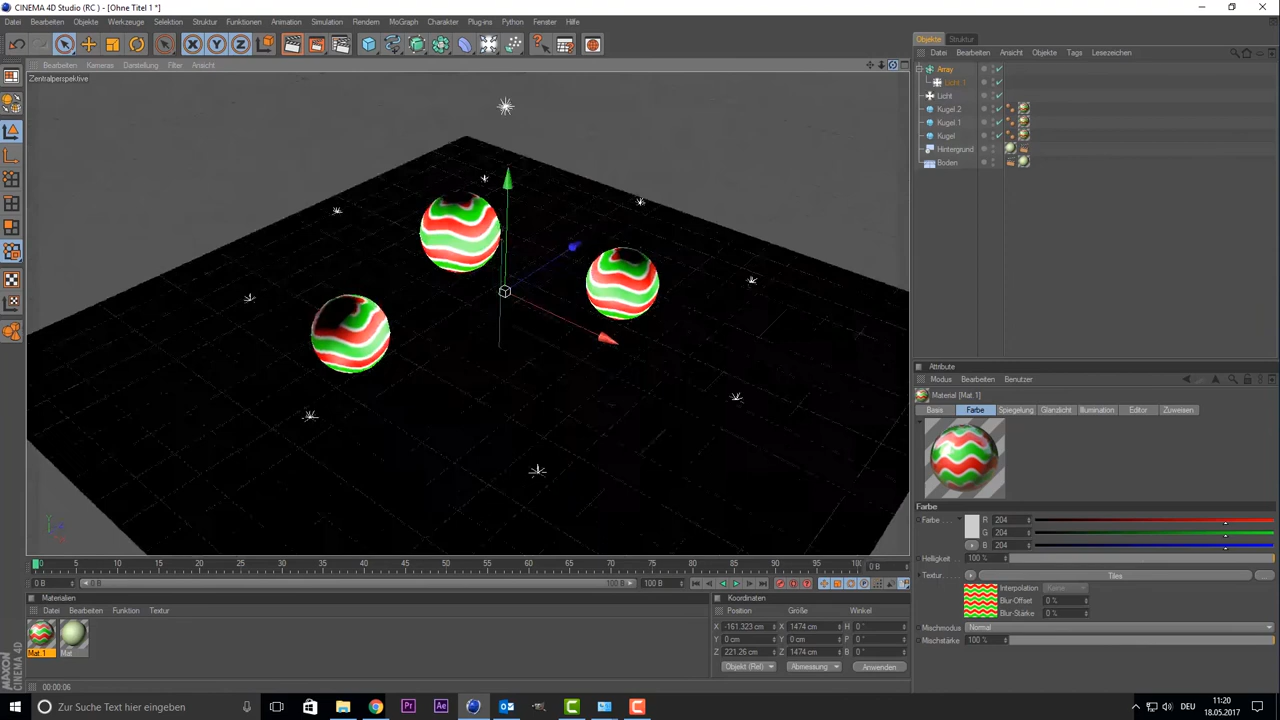 CINEMA 4D Studio (RC ) - [Ohne Titel 1 *]
Datei Bearbeiten Objekte Werkzeuge Selektion Struktur Funktionen Animation Simulation Rendern MoGraph Charakter Plug-ins Python Fenster Hilfe
Objekte Struktur
Datei Bearbeiten Ansicht Objekte Tags Lesezeichen
Bearbeiten Kameras Darstellung Filter Ansicht
Zentralperspektive
Array
Licht.1
Licht
Kugel.2
Kugel.1
Kugel
Hintergrund
Boden
Attribute
Modus Bearbeiten Benutzer
Material [Mat.1]
Basis Farbe Spiegelung Glanzlicht Illumination Editor Zuweisen
Farbe
Farbe . . . R 204
G 204
B 204
Helligkeit 100 %
Textur Tiles
Interpolation Keine
Blur-Offset 0 %
Blur-Stärke 0 %
Mischmodus Normal
Mischstärke 100 %
0 5 10 15 20 25 30 35 40 45 50 55 60 65 70 75 80 85 90 95 100 0 B
0 B 0 B 100 B 100 B
Materialien
Datei Bearbeiten Funktion Textur
Mat.1 Mat
Koordinaten
Position Größe Winkel
X -161.323 cm X 1474 cm H 0 °
Y 0 cm Y 0 cm P 0 °
Z 221.26 cm Z 1474 cm B 0 °
Objekt (Rel) Abmessung Anwenden
MAXON CINEMA 4D
00:00:06
Zur Suche Text hier eingeben
DEU
11:20
18.05.2017